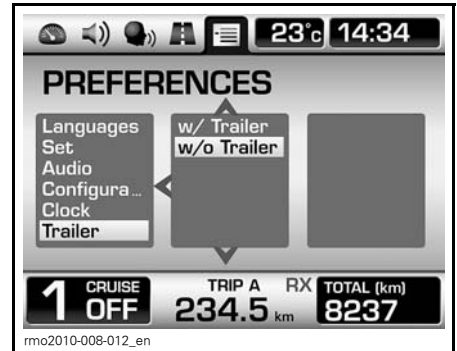 23°c 14:34
PREFERENCES
Languages
Set
Audio
Configura...
Clock
Trailer
w/ Trailer
w/o Trailer
1 CRUISE OFF
TRIP A RX
234.5 km
TOTAL (km)
8237
rmo2010-008-012_en